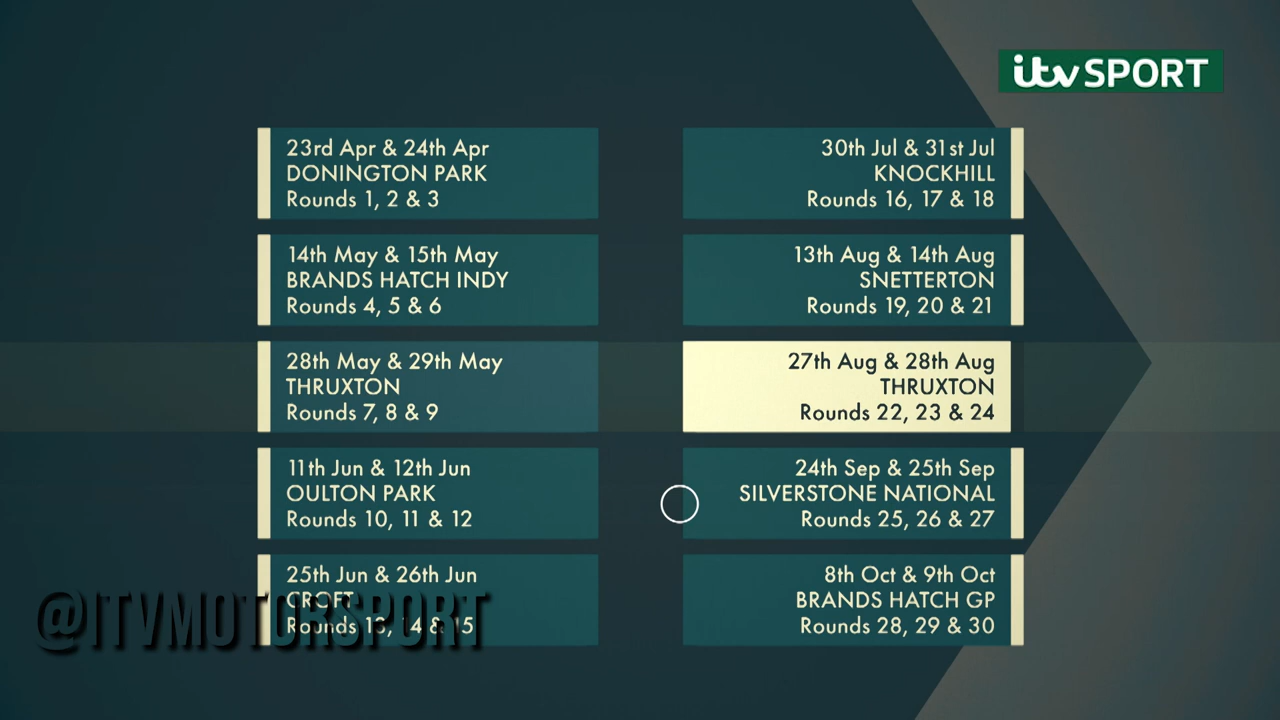 itv SPORT
23rd Apr & 24th Apr
DONINGTON PARK
Rounds 1, 2 & 3
14th May & 15th May
BRANDS HATCH INDY
Rounds 4, 5 & 6
28th May & 29th May
THRUXTON
Rounds 7, 8 & 9
11th Jun & 12th Jun
OULTON PARK
Rounds 10, 11 & 12
25th Jun & 26th Jun
CROFT
Rounds 13, 14 & 15
30th Jul & 31st Jul
KNOCKHILL
Rounds 16, 17 & 18
13th Aug & 14th Aug
SNETTERTON
Rounds 19, 20 & 21
27th Aug & 28th Aug
THRUXTON
Rounds 22, 23 & 24
24th Sep & 25th Sep
SILVERSTONE NATIONAL
Rounds 25, 26 & 27
8th Oct & 9th Oct
BRANDS HATCH GP
Rounds 28, 29 & 30
@ITVMOTORSPORT